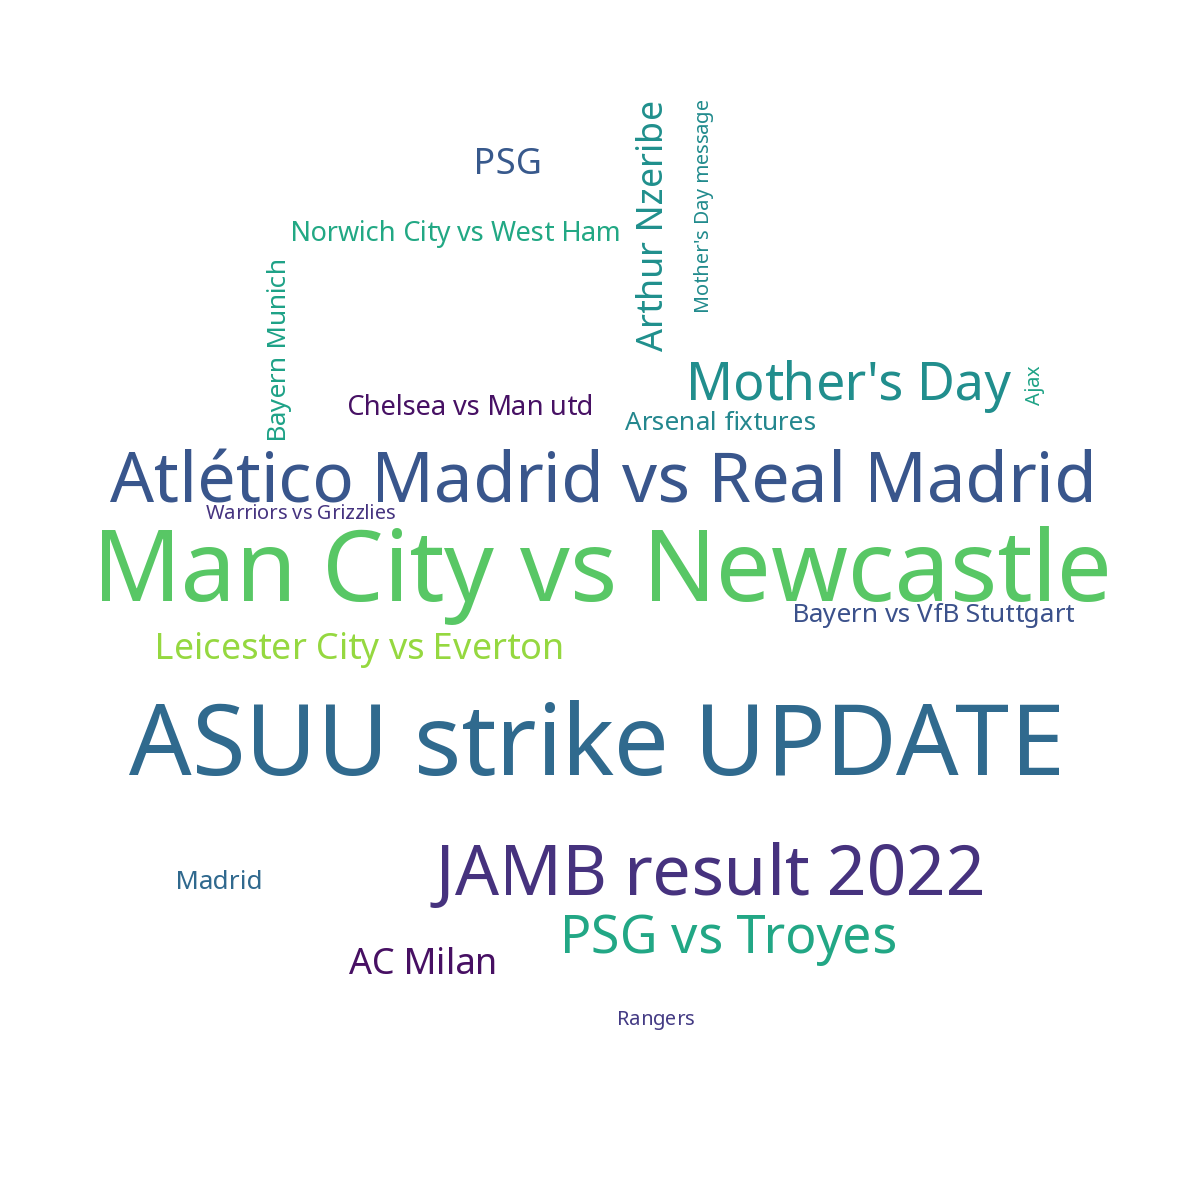 Arthur Nzeribe
Mother's Day message
PSG
Norwich City vs West Ham
Bayern Munich
Mother's Day
Ajax
Chelsea vs Man utd
Arsenal fixtures
Atlético Madrid vs Real Madrid
Warriors vs Grizzlies
Man City vs Newcastle
Bayern vs VfB Stuttgart
Leicester City vs Everton
ASUU strike UPDATE
JAMB result 2022
Madrid
PSG vs Troyes
AC Milan
Rangers